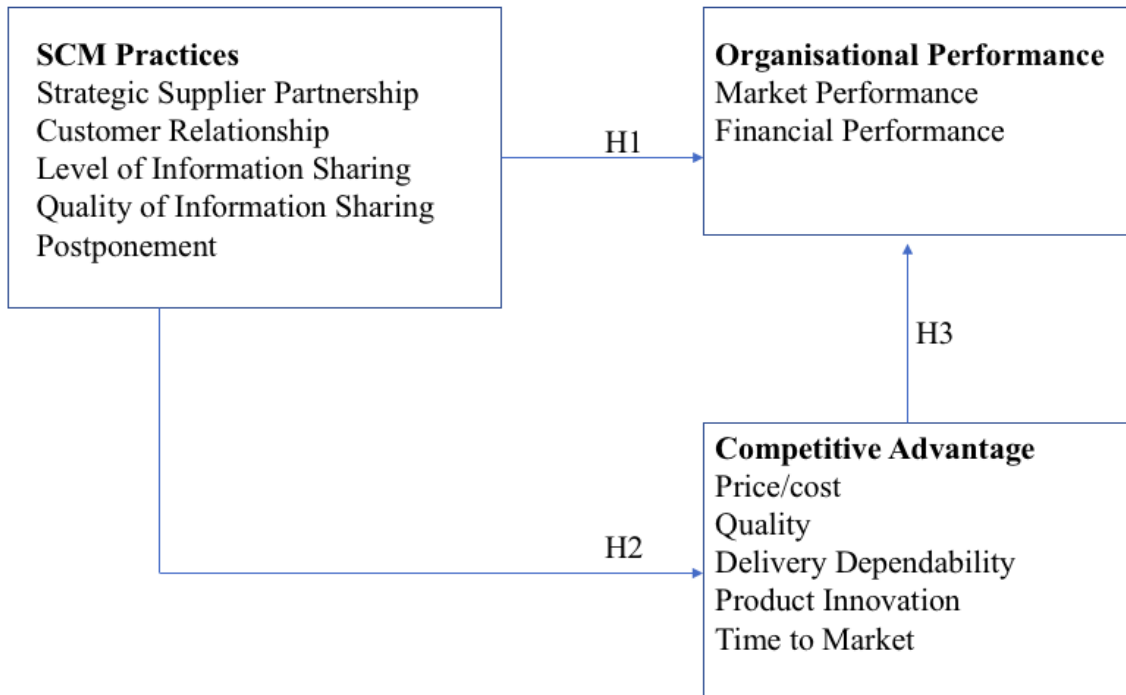 SCM Practices
Strategic Supplier Partnership
Customer Relationship
Level of Information Sharing
Quality of Information Sharing
Postponement
H1
Organisational Performance
Market Performance
Financial Performance
H3
H2
Competitive Advantage
Price/cost
Quality
Delivery Dependability
Product Innovation
Time to Market